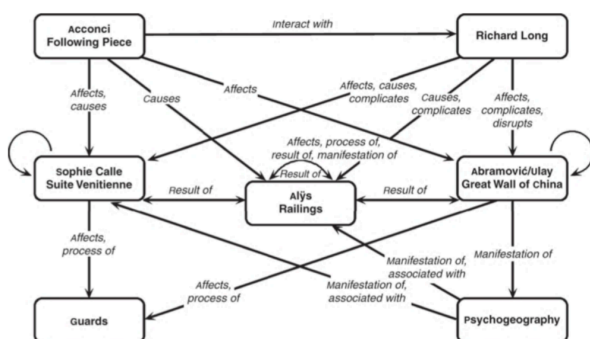 Acconci
Following Piece
Interact with
Richard Long
Affects,
causes
Causes
Affects
Affects, causes,
complicates
Causes,
complicates
Affects,
complicates,
disrupts
Affects, process of,
result of, manifestation of
Sophie Calle
Suite Venitienne
Result of
Result of
Alÿs
Railings
Result of
Abramović/Ulay
Great Wall of china
Affects,
process of
Affects,
process of
Manifestation of,
associated with
Manifestation of,
associated with
Manifestation of
Guards
Psychogeography